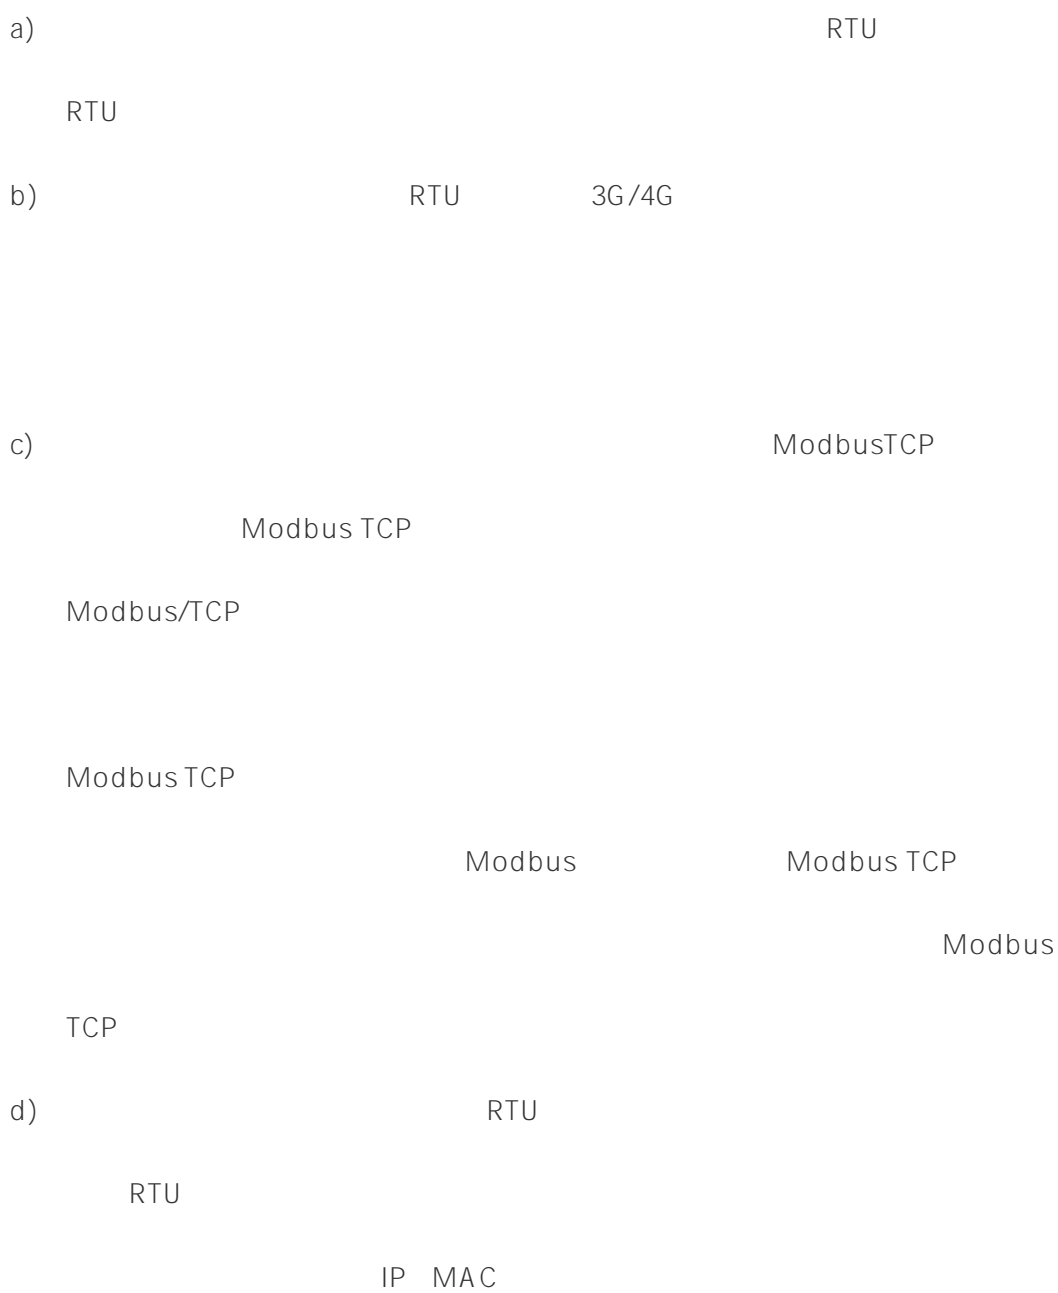 a) RTU
RTU
b) RTU 3G/4G
c) ModbusTCP
Modbus TCP
Modbus/TCP
Modbus TCP
Modbus Modbus TCP
Modbus
TCP
d) RTU
RTU
IP MAC